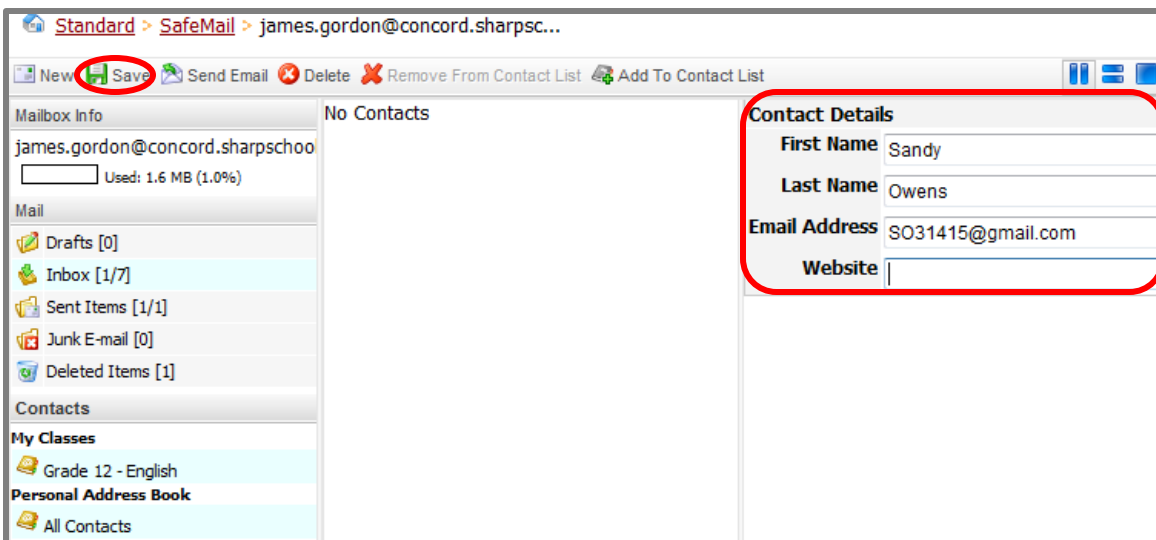 Standard > SafeMail > james.gordon@concord.sharpsc...
New Save Send Email Delete Remove From Contact List Add To Contact List
Mailbox Info
james.gordon@concord.sharpschoo
Used: 1.6 MB (1.0%)
Mail
Drafts [0]
Inbox [1/7]
Sent Items [1/1]
Junk E-mail [0]
Deleted Items [1]
Contacts
My Classes
Grade 12 - English
Personal Address Book
All Contacts
No Contacts
Contact Details
First Name Sandy
Last Name Owens
Email Address SO31415@gmail.com
Website